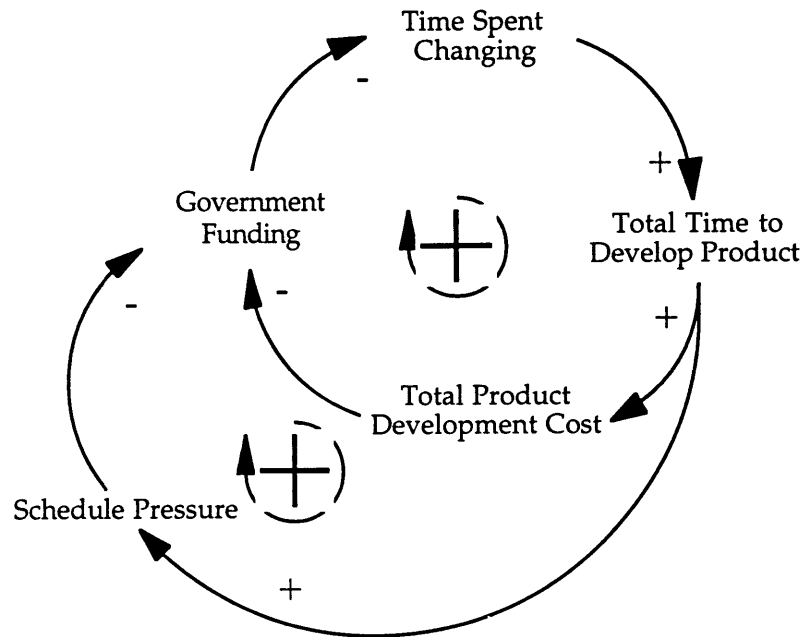 Time Spent
Changing
-
+
Government
Funding
+
Total Time to
Develop Product
-
-
+
Total Product
Development Cost
+
Schedule Pressure
+